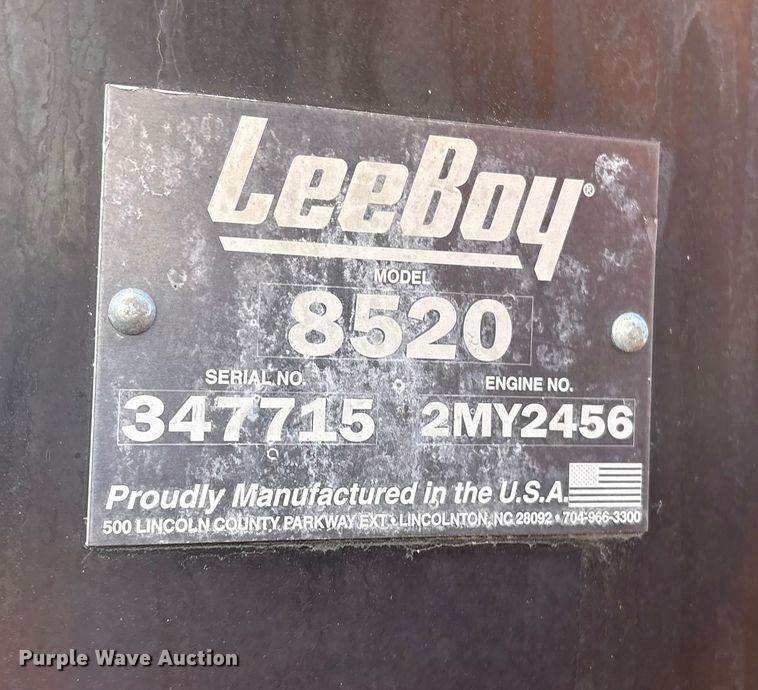 LeeBoy®
MODEL
8520
SERIAL NO. ENGINE NO.
347715 2MY2456
Proudly Manufactured in the U.S.A.
500 LINCOLN COUNTY PARKWAY EXT• LINCOLNTON, NC 28092 • 704-966-3300
Purple Wave Auction